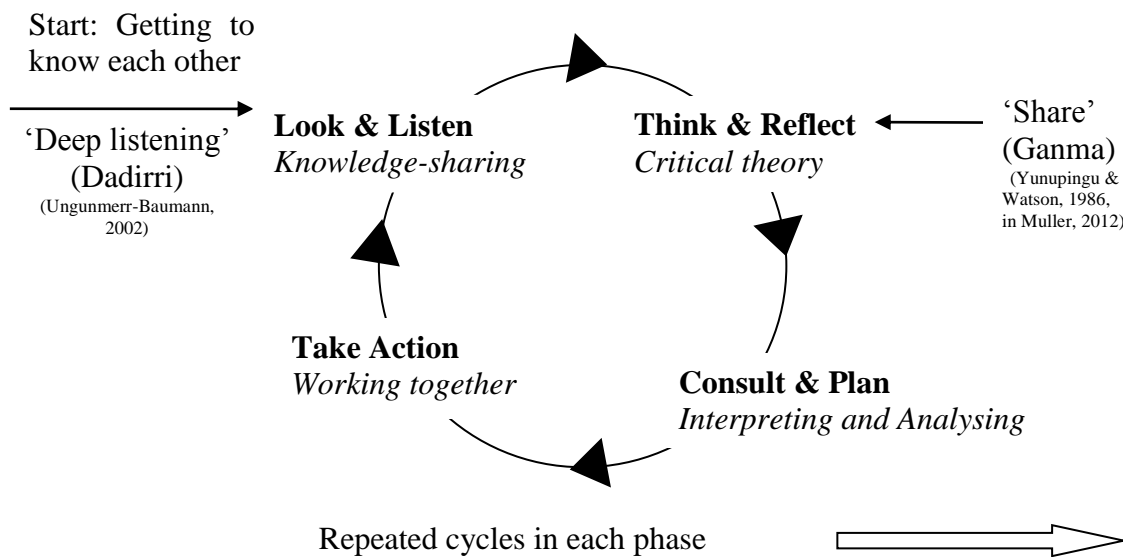 Start: Getting to
know each other
‘Deep listening’
(Dadirri)
(Ungunmerr-Baumann,
2002)
Look & Listen
Knowledge-sharing
Think & Reflect
Critical theory
‘Share’
(Ganma)
(Yunupingu &
Watson, 1986,
in Muller, 2012)
Take Action
Working together
Consult & Plan
Interpreting and Analysing
Repeated cycles in each phase